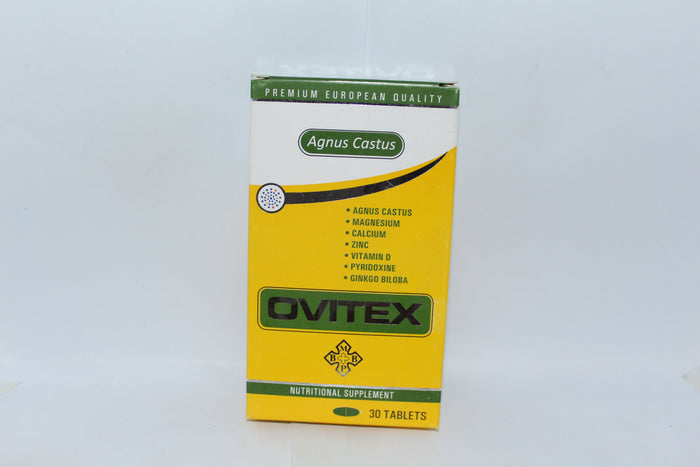 PREMIUM EUROPEAN QUALITY
Agnus Castus
• AGNUS CASTUS
• MAGNESIUM
• CALCIUM
• ZINC
• VITAMIN D
• PYRIDOXINE
• GINKGO BILOBA
OVITEX
M
B B
P
NUTRITIONAL SUPPLEMENT
30 TABLETS